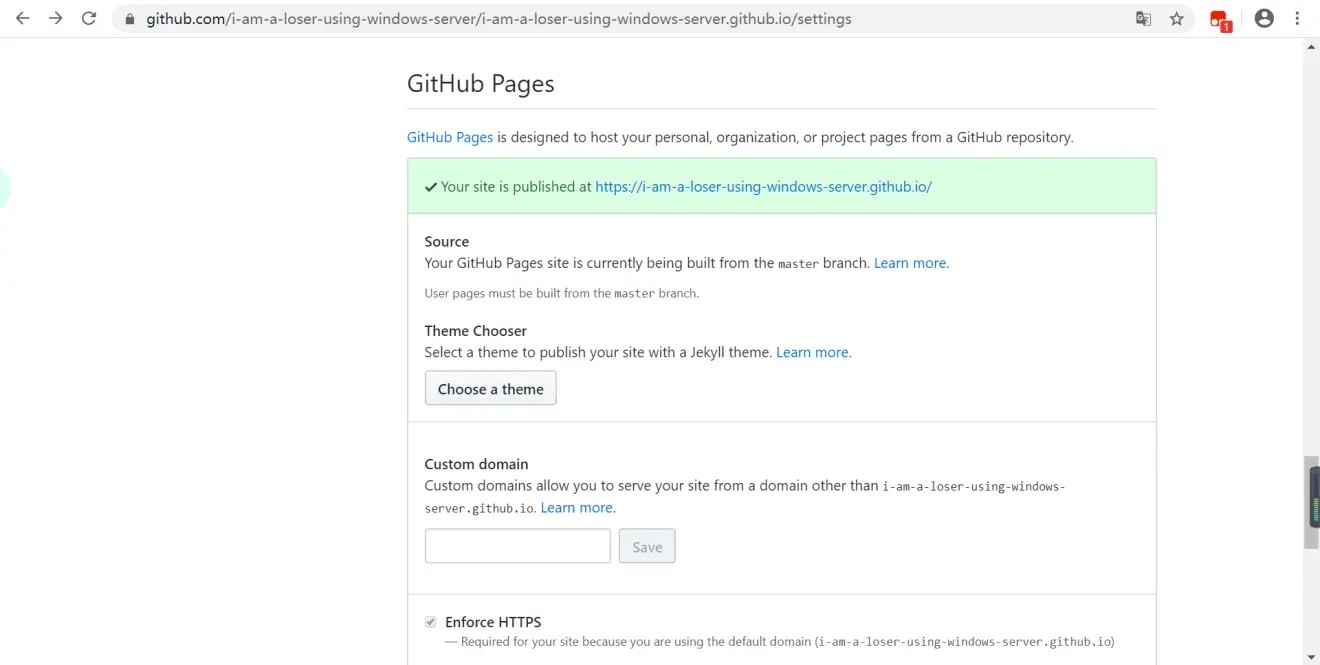 github.com/i-am-a-loser-using-windows-server/i-am-a-loser-using-windows-server.github.io/settings
1
GitHub Pages
GitHub Pages is designed to host your personal, organization, or project pages from a GitHub repository.
Your site is published at https://i-am-a-loser-using-windows-server.github.io/
Source
Your GitHub Pages site is currently being built from the master branch. Learn more.
User pages must be built from the master branch.
Theme Chooser
Select a theme to publish your site with a Jekyll theme. Learn more.
Choose a theme
Custom domain
Custom domains allow you to serve your site from a domain other than i-am-a-loser-using-windows-
server.github.io. Learn more.
Save
Enforce HTTPS
— Required for your site because you are using the default domain (i-am-a-loser-using-windows-server.github.io)